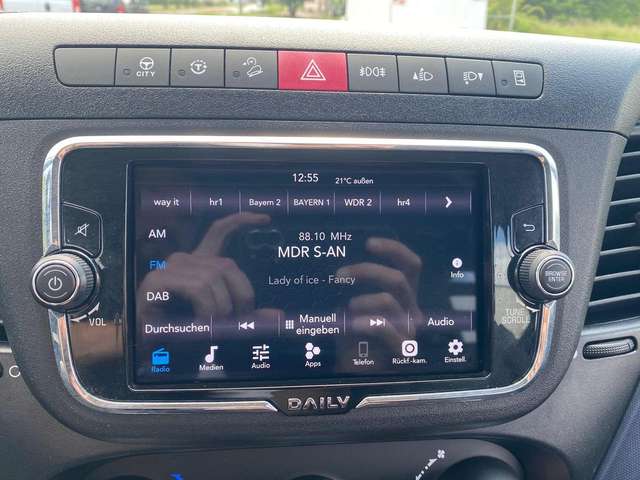 CITY
12:55 21°C außen
way it hr1 Bayern 2 BAYERN 1 WDR 2 hr4
AM
88.10 MHz
MDR S-AN
FM
Info
Lady of ice - Fancy
DAB
Durchsuchen Manuell eingeben Audio
Radio Medien Audio Apps Telefon Rückf.-kam. Einstell.
VOL
BROWSE
ENTER
TUNE
SCROLL
DAILY